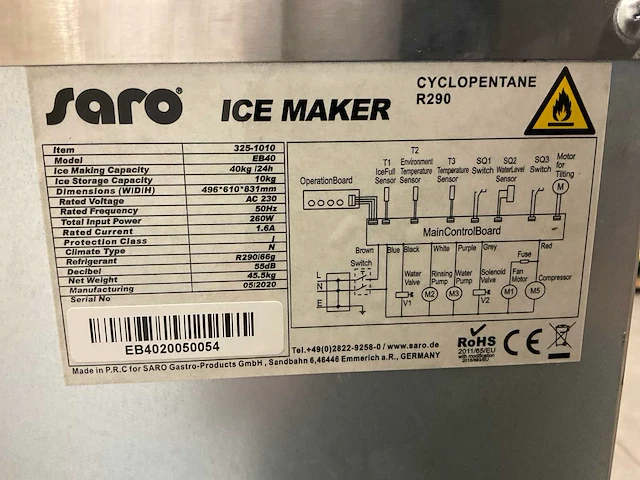 saro®
ICE MAKER
CYCLOPENTANE
R290
Item 325-1010
Model EB40
Ice Making Capacity 40kg /24h
Ice Storage Capacity 10kg
Dimensions (W/D/H) 496*610*831mm
Rated Voltage AC 230
Rated Frequency 50Hz
Total Input Power 260W
Rated Current 1.6A
Protection Class I
Climate Type N
Refrigerant R290/66g
Decibel 55dB
Net Weight 45.5kg
Manufacturing 05/2020
Serial No
EB4020050054
OperationBoard
T1 IceFull Sensor
T2 Environment Temperature Sensor
T3 Temperature Sensor
SQ1 Switch
SQ2 WaterLevel Sensor
SQ3 Switch
Motor for Tilting
M
MainControlBoard
Brown
Blue
Black
White
Purple
Grey
Red
Switch
Fuse
L
N
E
Water Valve
V1
Rinsing Pump
M2
Water Pump
M3
Solenoid Valve
V2
Fan Motor
M1
Compressor
M5
Tel.+49(0)2822-9258-0 / www.saro.de
RoHS
2011/65/EU
with modification
CE
Made in P.R.C for SARO Gastro-Products GmbH , Sandbahn 6,46446 Emmerich a.R., GERMANY